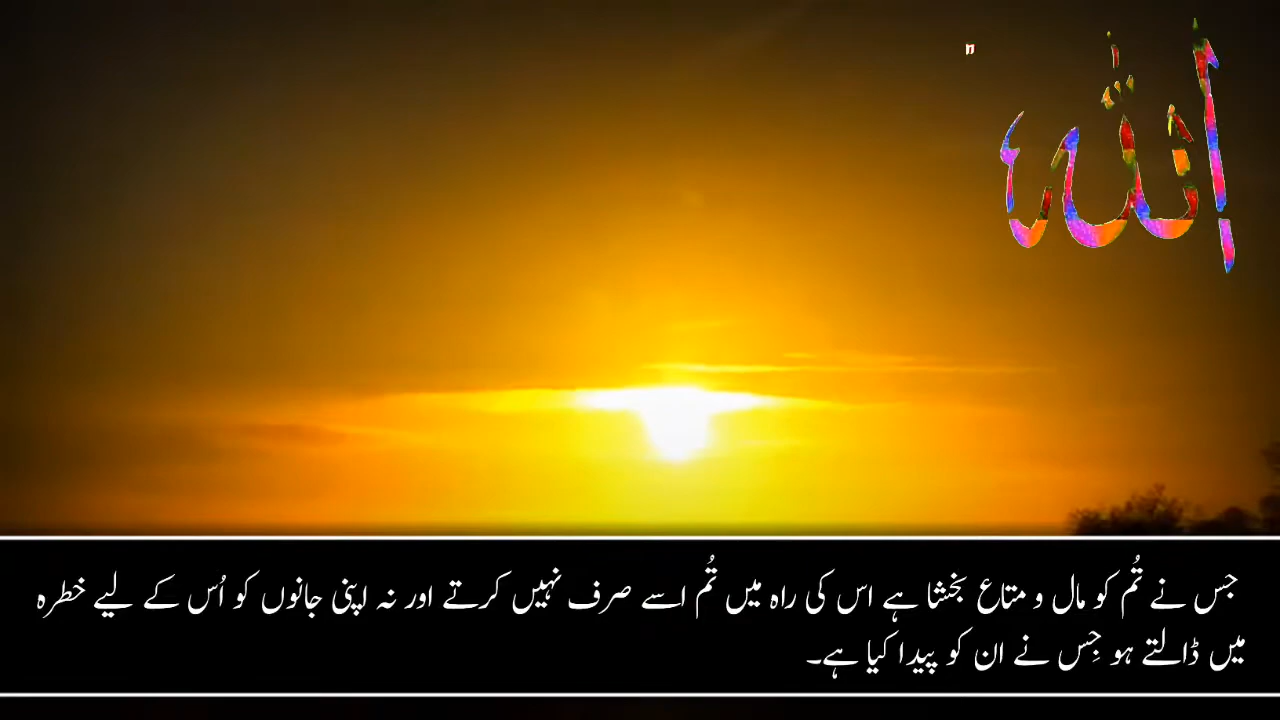 الله
جس نے تُم کو مال و متاع بخشا ہے اس کی راہ میں تُم اسے صرف نہیں کرتے اور نہ اپنی جانوں کو اُس کے لیے خطرہ
میں ڈالتے ہو جِس نے ان کو پیدا کیا ہے۔